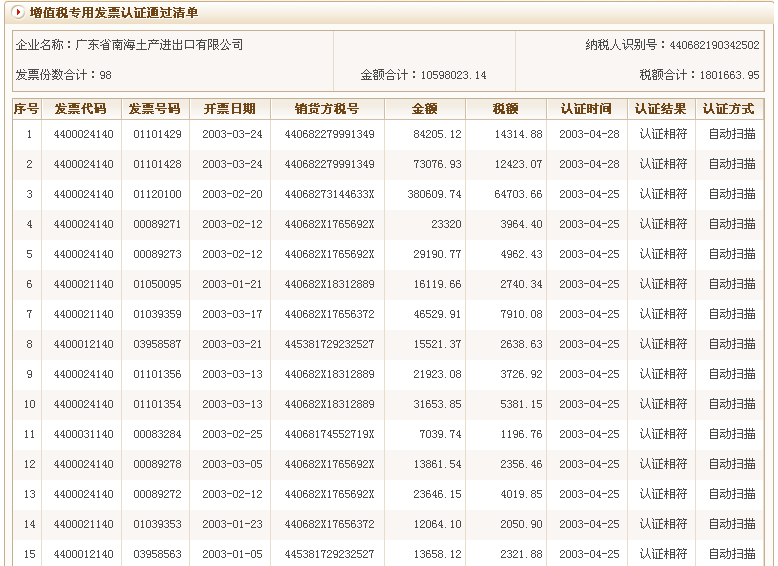 增值税专用发票认证通过清单
企业名称：广东省南海土产进出口有限公司 纳税人识别号：440682190342502
发票份数合计：98 金额合计：10598023.14 税额合计：1801663.95
序号 发票代码 发票号码 开票日期 销货方税号 金额 税额 认证时间 认证结果 认证方式
1 4400024140 01101429 2003-03-24 440682279991349 84205.12 14314.88 2003-04-28 认证相符 自动扫描
2 4400024140 01101428 2003-03-24 440682279991349 73076.93 12423.07 2003-04-28 认证相符 自动扫描
3 4400024140 01120100 2003-02-20 44068273144633X 380609.74 64703.66 2003-04-25 认证相符 自动扫描
4 4400024140 00089271 2003-02-12 440682X1765692X 23320 3964.40 2003-04-25 认证相符 自动扫描
5 4400024140 00089273 2003-02-12 440682X1765692X 29190.77 4962.43 2003-04-25 认证相符 自动扫描
6 4400021140 01050095 2003-01-21 440682X18312889 16119.66 2740.34 2003-04-25 认证相符 自动扫描
7 4400021140 01039359 2003-03-17 440682X17656372 46529.91 7910.08 2003-04-25 认证相符 自动扫描
8 4400012140 03958587 2003-03-21 445381729232527 15521.37 2638.63 2003-04-25 认证相符 自动扫描
9 4400024140 01101356 2003-03-13 440682X18312889 21923.08 3726.92 2003-04-25 认证相符 自动扫描
10 4400024140 01101354 2003-03-13 440682X18312889 31653.85 5381.15 2003-04-25 认证相符 自动扫描
11 4400031140 00083284 2003-02-25 44068174552719X 7039.74 1196.76 2003-04-25 认证相符 自动扫描
12 4400024140 00089278 2003-03-05 440682X1765692X 13861.54 2356.46 2003-04-25 认证相符 自动扫描
13 4400024140 00089272 2003-02-12 440682X1765692X 23646.15 4019.85 2003-04-25 认证相符 自动扫描
14 4400021140 01039353 2003-01-23 440682X17656372 12064.10 2050.90 2003-04-25 认证相符 自动扫描
15 4400012140 03958563 2003-01-05 445381729232527 13658.12 2321.88 2003-04-25 认证相符 自动扫描